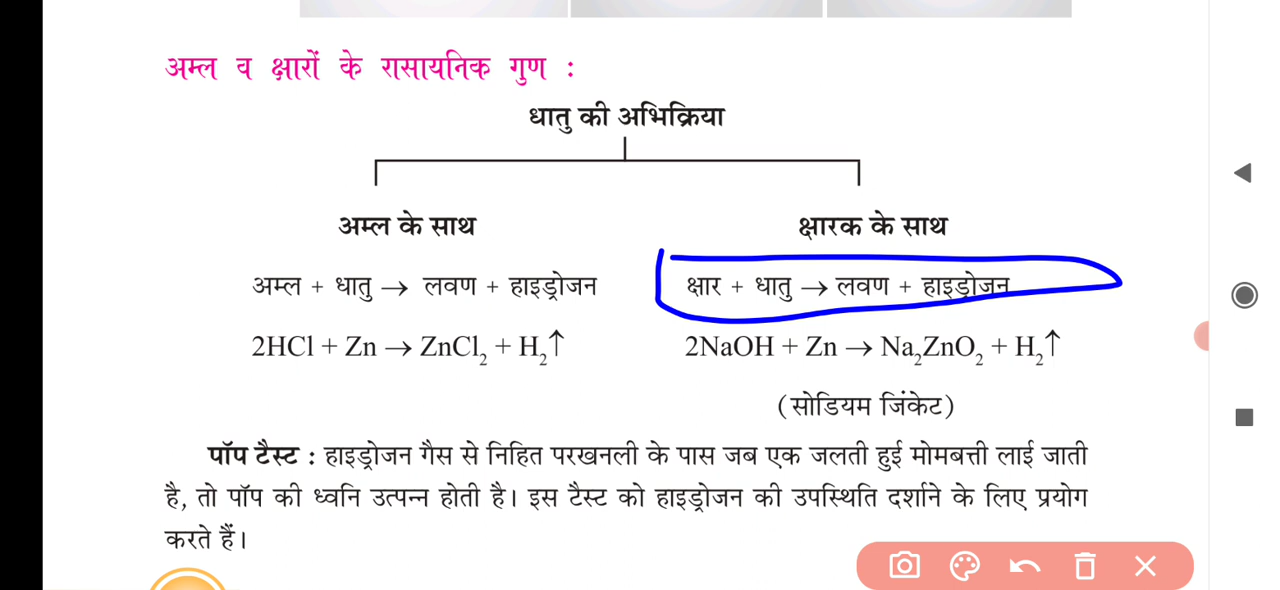 अम्ल व क्षारों के रासायनिक गुण :
धातु की अभिक्रिया
अम्ल के साथ क्षारक के साथ
अम्ल + धातु → लवण + हाइड्रोजन क्षार + धातु → लवण + हाइड्रोजन
2HCl + Zn → ZnCl₂ + H₂↑ 2NaOH + Zn → Na₂ZnO₂ + H₂↑
(सोडियम जिंकेट)
पॉप टैस्ट : हाइड्रोजन गैस से निहित परखनली के पास जब एक जलती हुई मोमबत्ती लाई जाती
है, तो पॉप की ध्वनि उत्पन्न होती है। इस टैस्ट को हाइड्रोजन की उपस्थिति दर्शाने के लिए प्रयोग
करते हैं।